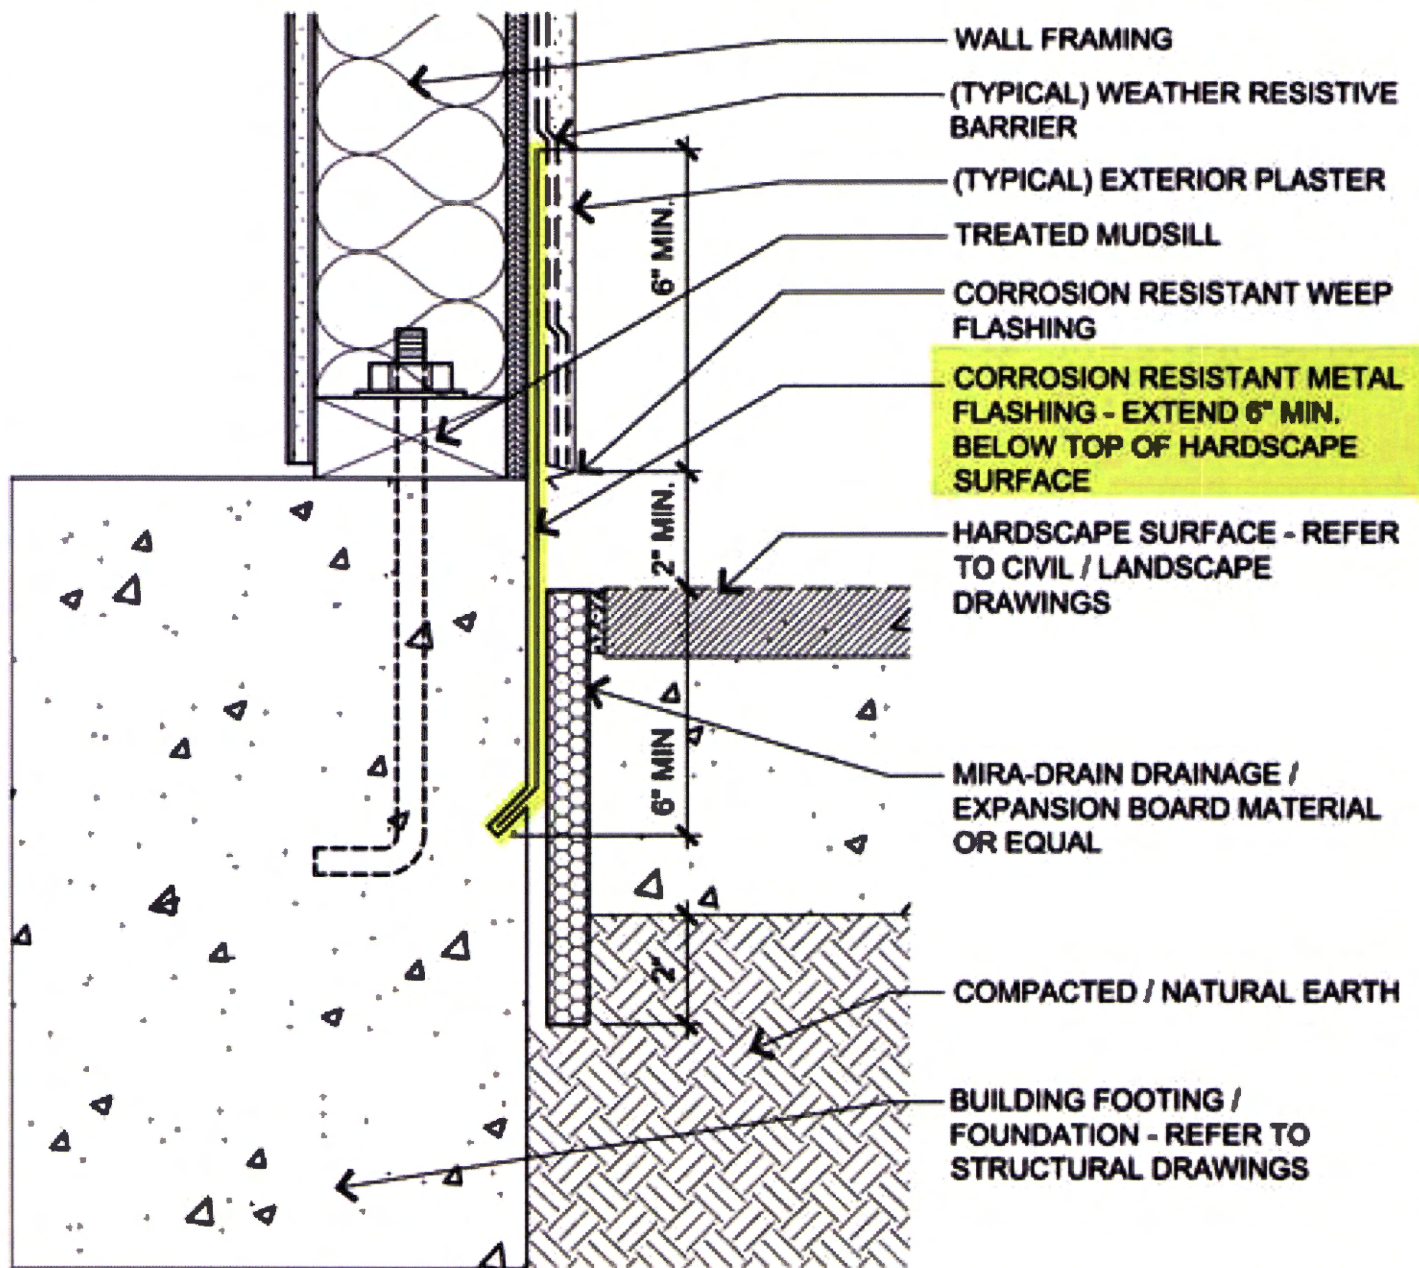 WALL FRAMING
(TYPICAL) WEATHER RESISTIVE
BARRIER
(TYPICAL) EXTERIOR PLASTER
TREATED MUDSILL
CORROSION RESISTANT WEEP
FLASHING
CORROSION RESISTANT METAL
FLASHING - EXTEND 6" MIN.
BELOW TOP OF HARDSCAPE
SURFACE
HARDSCAPE SURFACE - REFER
TO CIVIL / LANDSCAPE
DRAWINGS
MIRA-DRAIN DRAINAGE /
EXPANSION BOARD MATERIAL
OR EQUAL
COMPACTED / NATURAL EARTH
BUILDING FOOTING /
FOUNDATION - REFER TO
STRUCTURAL DRAWINGS
6" MIN.
2" MIN.
6" MIN
2"